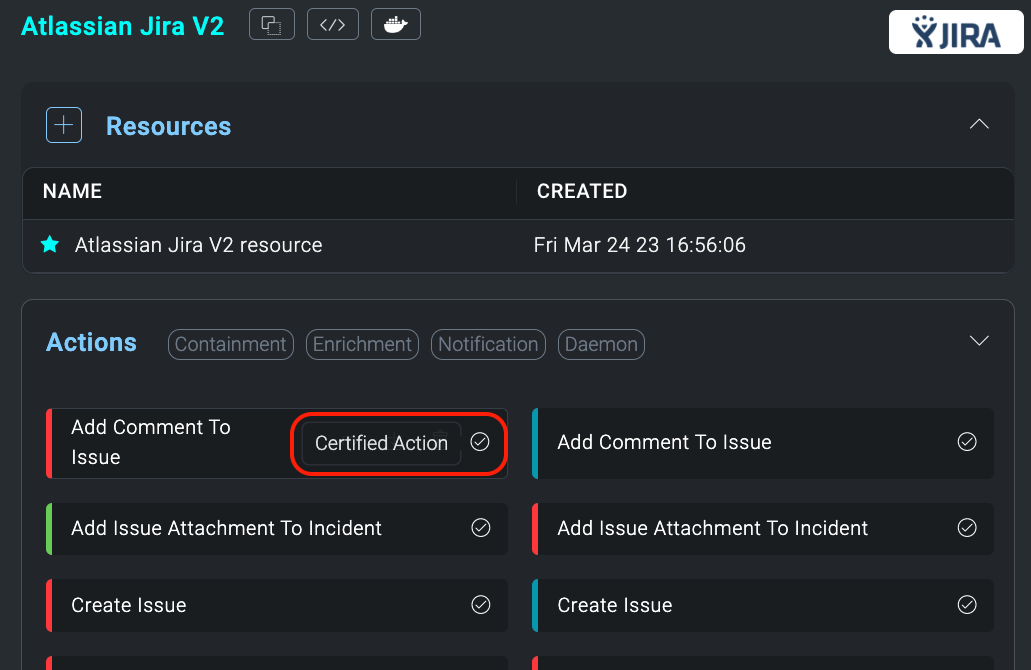 Atlassian Jira V2
JIRA
Resources
NAME
CREATED
Atlassian Jira V2 resource
Fri Mar 24 23 16:56:06
Actions
Containment
Enrichment
Notification
Daemon
Add Comment To
Issue
Certified Action
Add Comment To Issue
Add Issue Attachment To Incident
Add Issue Attachment To Incident
Create Issue
Create Issue